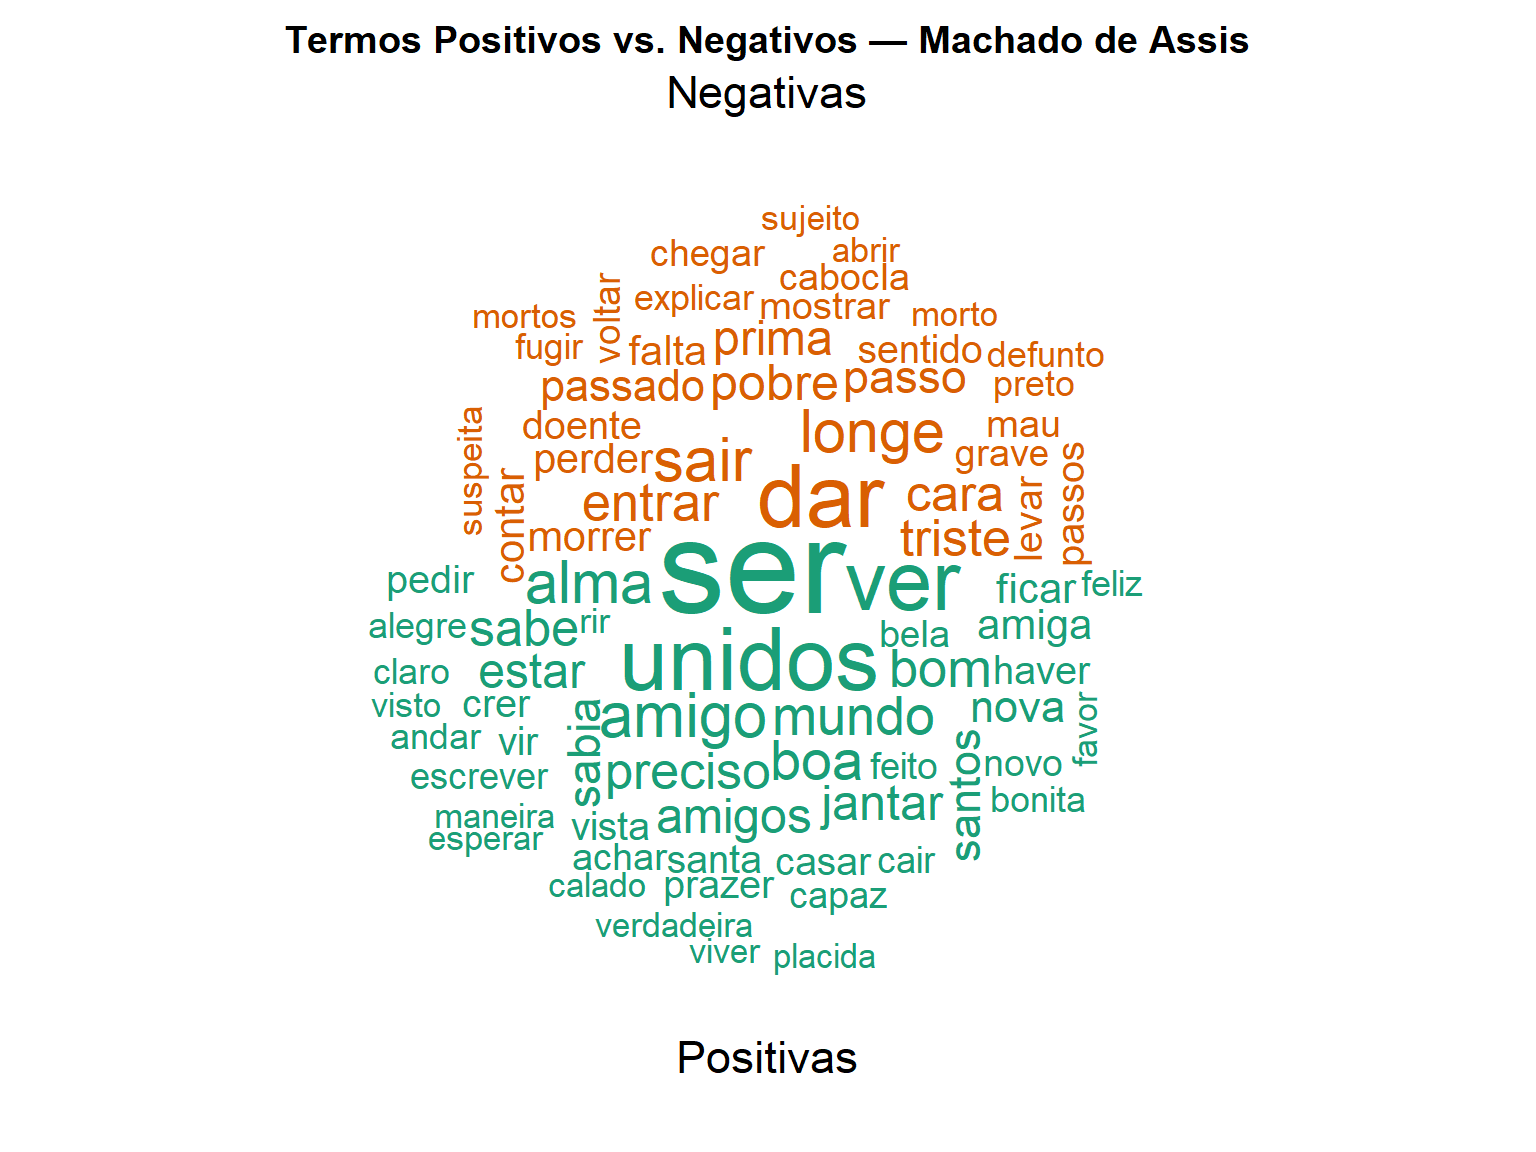 Termos Positivos vs. Negativos — Machado de Assis
Negativas
sujeito
chegar abrir
cabocla
explicar mostrar
mortos voltar morto
fugir falta prima sentido defunto
passado pobre passo preto
doente longe mau
suspeita perder sair grave
contar entrar dar cara levar passos
morrer triste
ser ver
pedir alma ficar feliz
alegre sabe rir bela amiga
claro estar unidos bom haver
visto crer amigo mundo nova favor
andar vir sabia
escrever preciso boa feito santos novo
maneira amigos jantar bonita
esperar vista
achar santa casar cair
calado prazer capaz
verdadeira
viver placida
Positivas